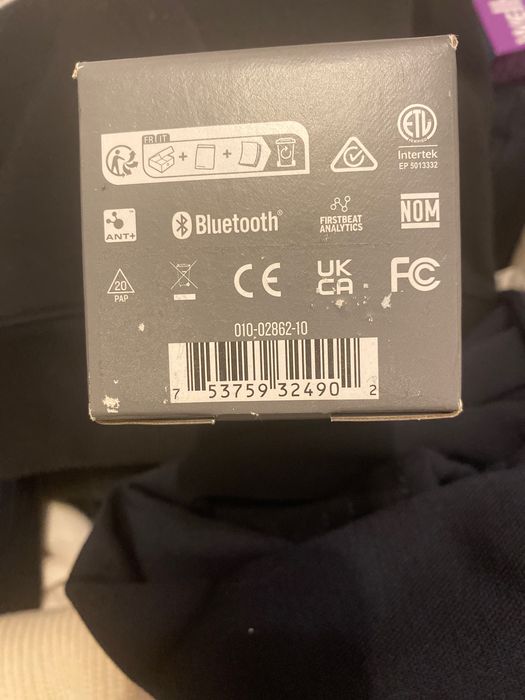 FR IT
ETL
Intertek
EP 5013332
ANT+
Bluetooth®
FIRSTBEAT
ANALYTICS
NOM
20
PAP
CE
UK
CA
FC
010-02862-10
7 53759 32490 2